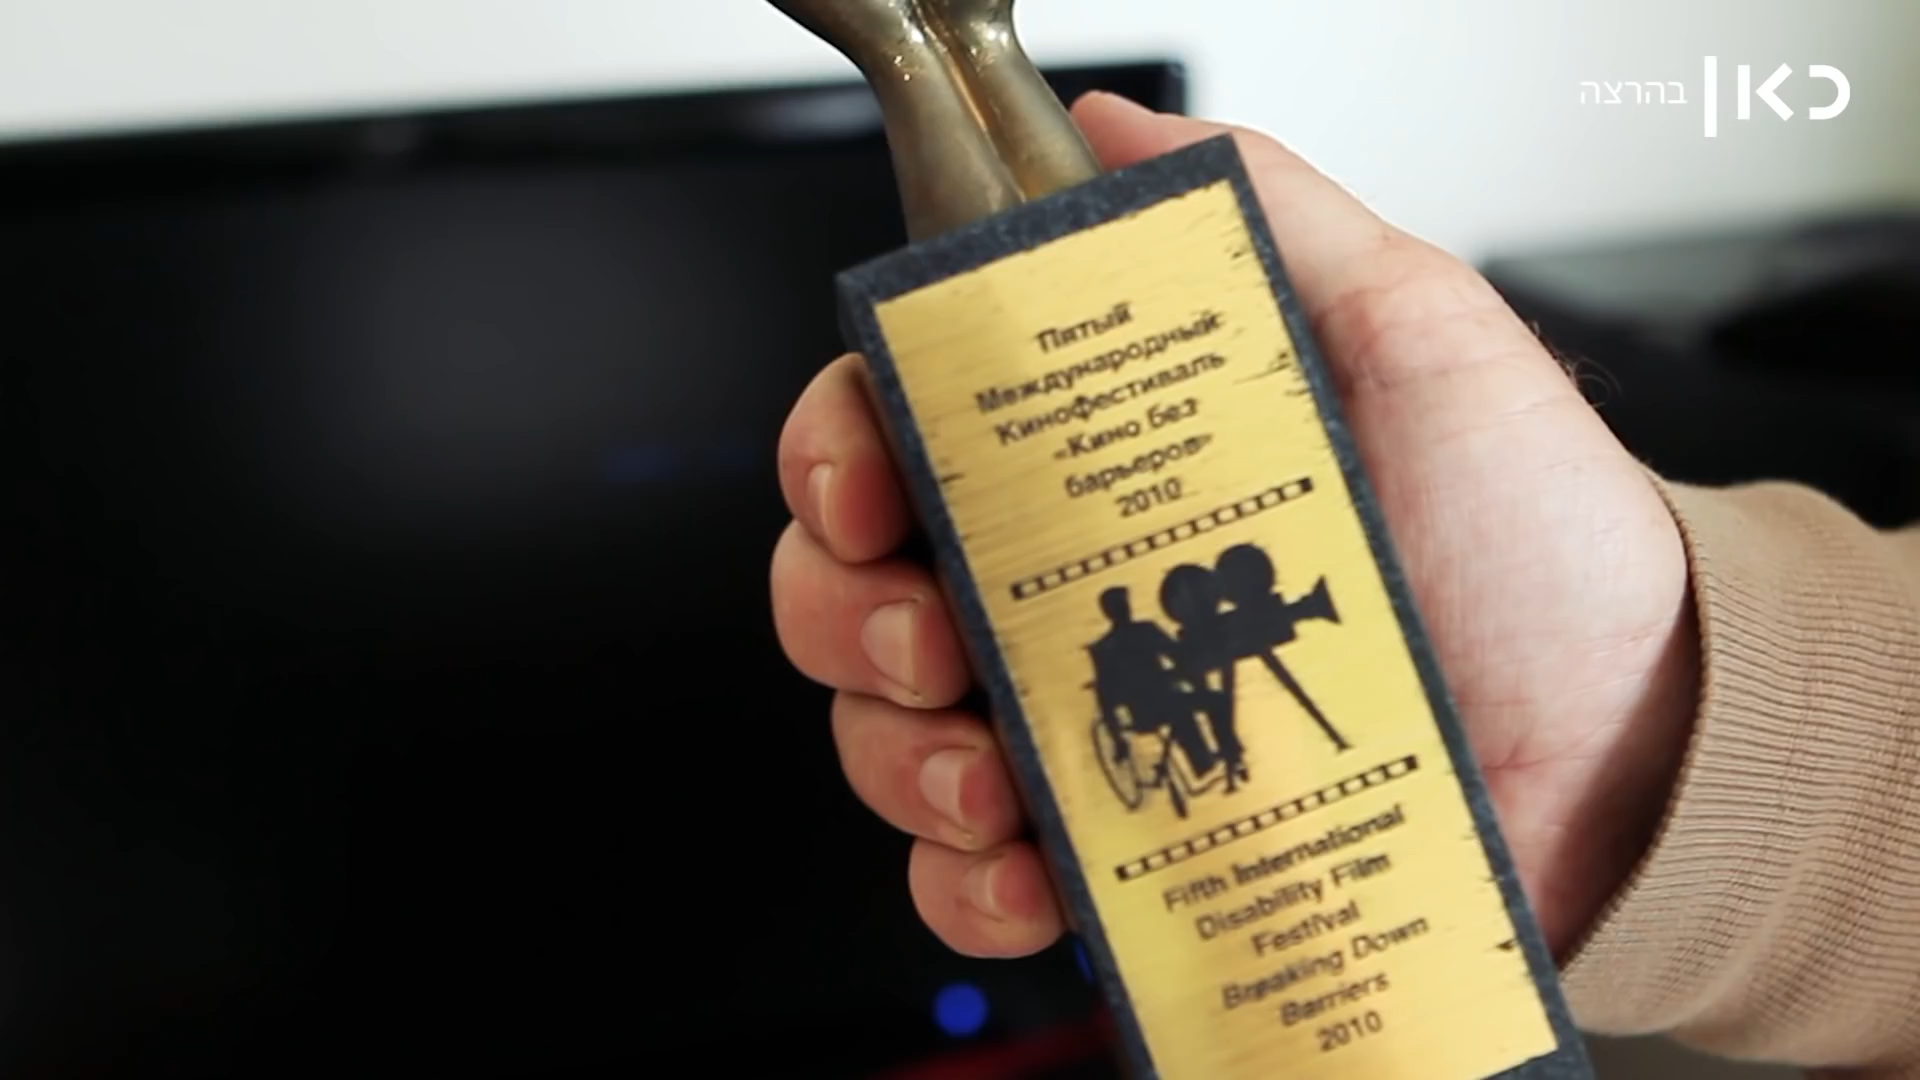 כאן | בהרצה
Пятый
Международный
Кинофестиваль
«Кино без
барьеров»
2010
Fifth International
Disability Film
Festival
Breaking Down
Barriers
2010